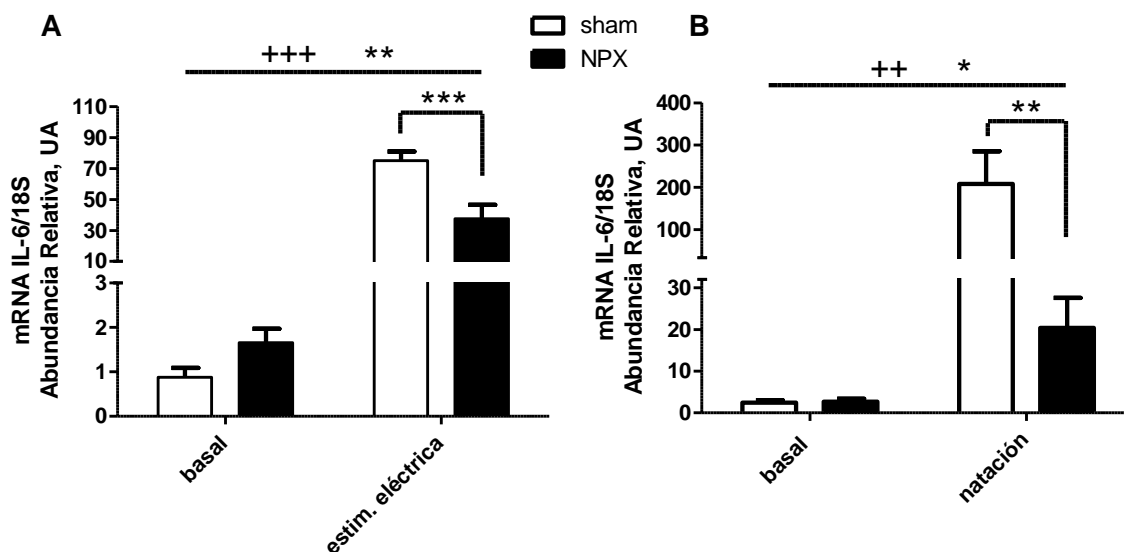 A
sham
NPX
B
+++ **
***
mRNA IL-6/18S
Abundancia Relativa, UA
110
90
70
50
30
10
3
2
1
0
basal
estim. eléctrica
++ *
**
mRNA IL-6/18S
Abundancia Relativa, UA
400
300
200
100
30
20
10
0
basal
natación